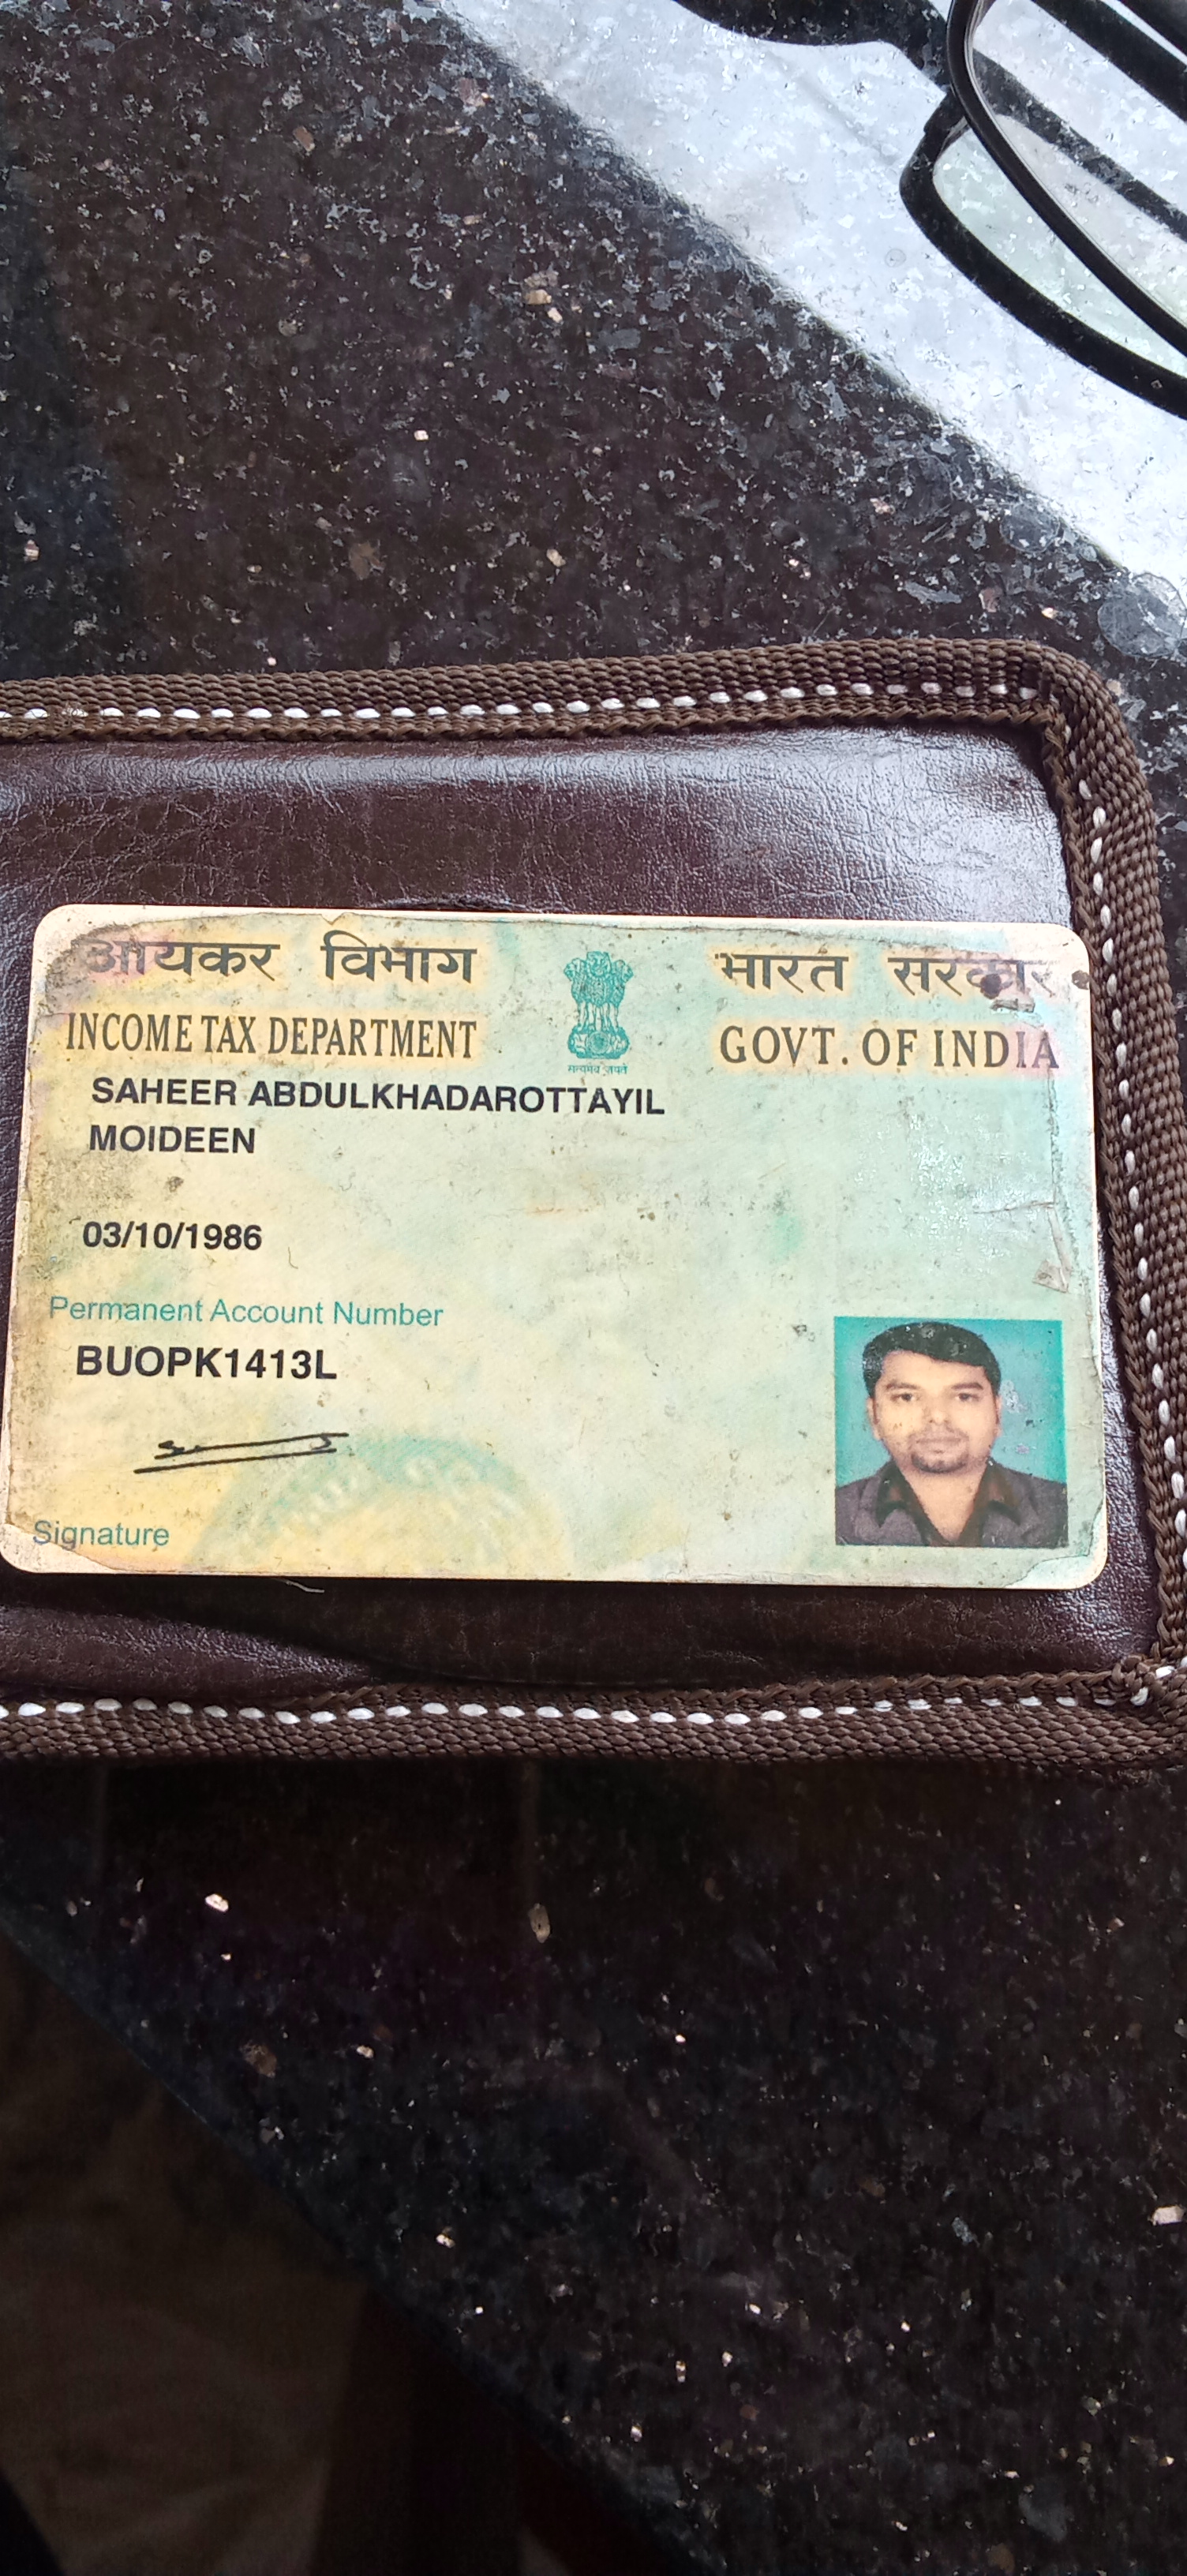 आयकर विभाग
INCOME TAX DEPARTMENT
सत्यमेव जयते
भारत सरकार
GOVT. OF INDIA
SAHEER ABDULKHADAROTTAYIL
MOIDEEN
03/10/1986
Permanent Account Number
BUOPK1413L
Signature